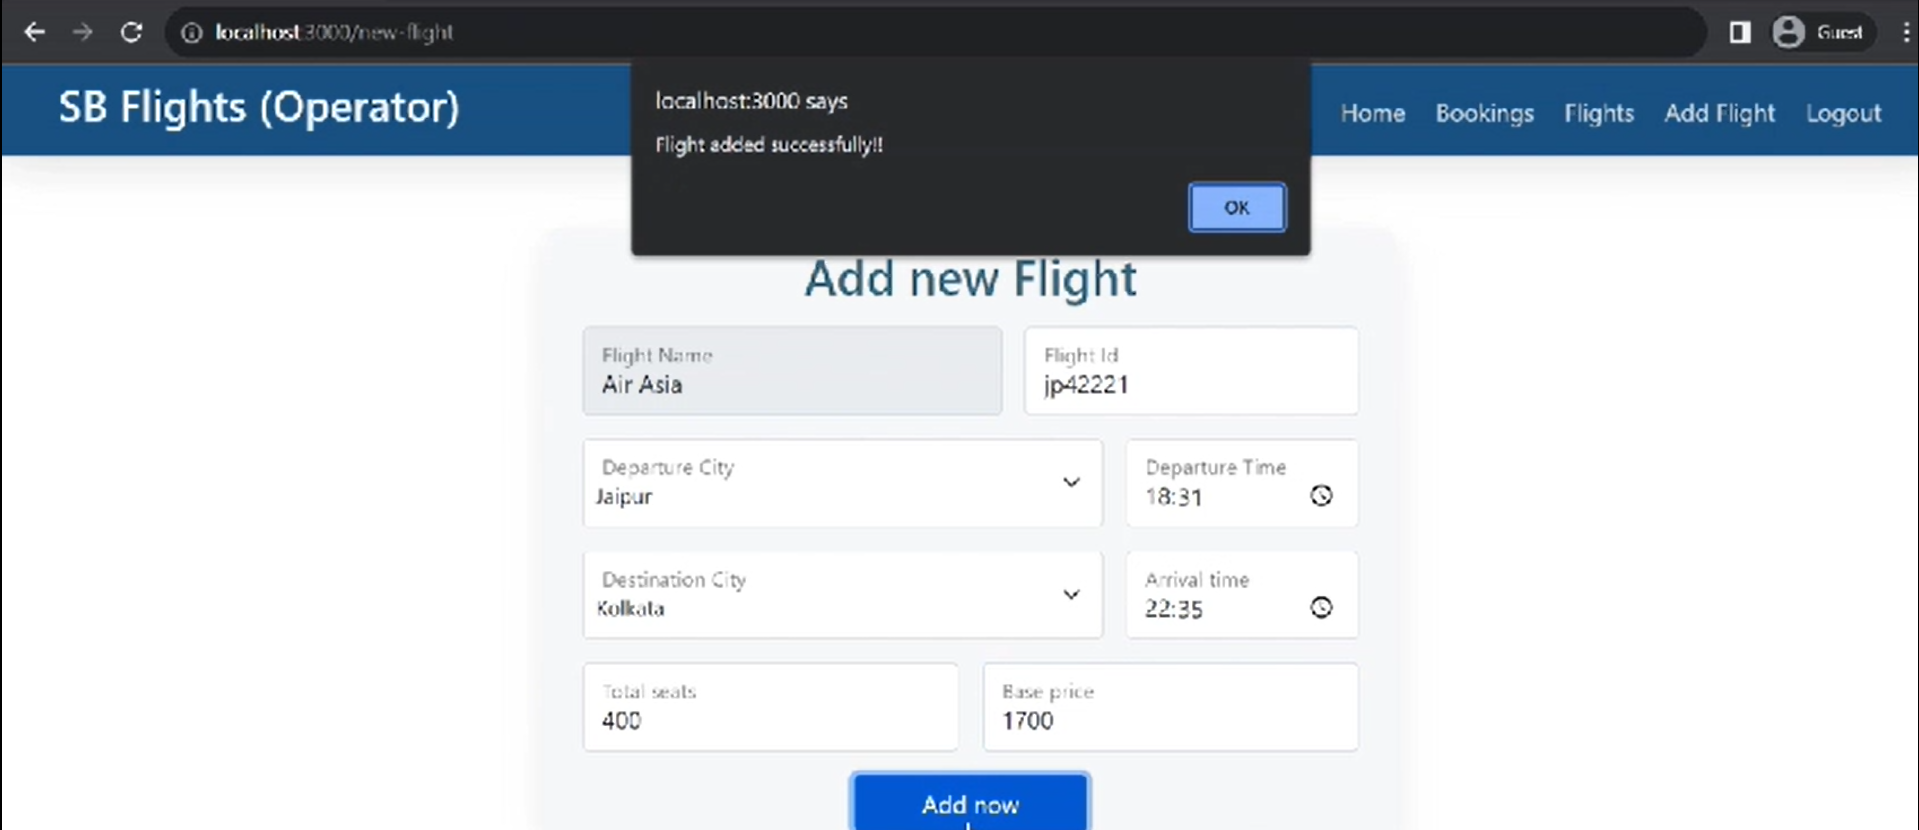 localhost:3000/new-flight
Guest
SB Flights (Operator)
Home Bookings Flights Add Flight Logout
localhost:3000 says
Flight added successfully!!
OK
Add new Flight
Flight Name
Air Asia
Flight Id
jp42221
Departure City
Jaipur
Departure Time
18:31
Destination City
Kolkata
Arrival time
22:35
Total seats
400
Base price
1700
Add now